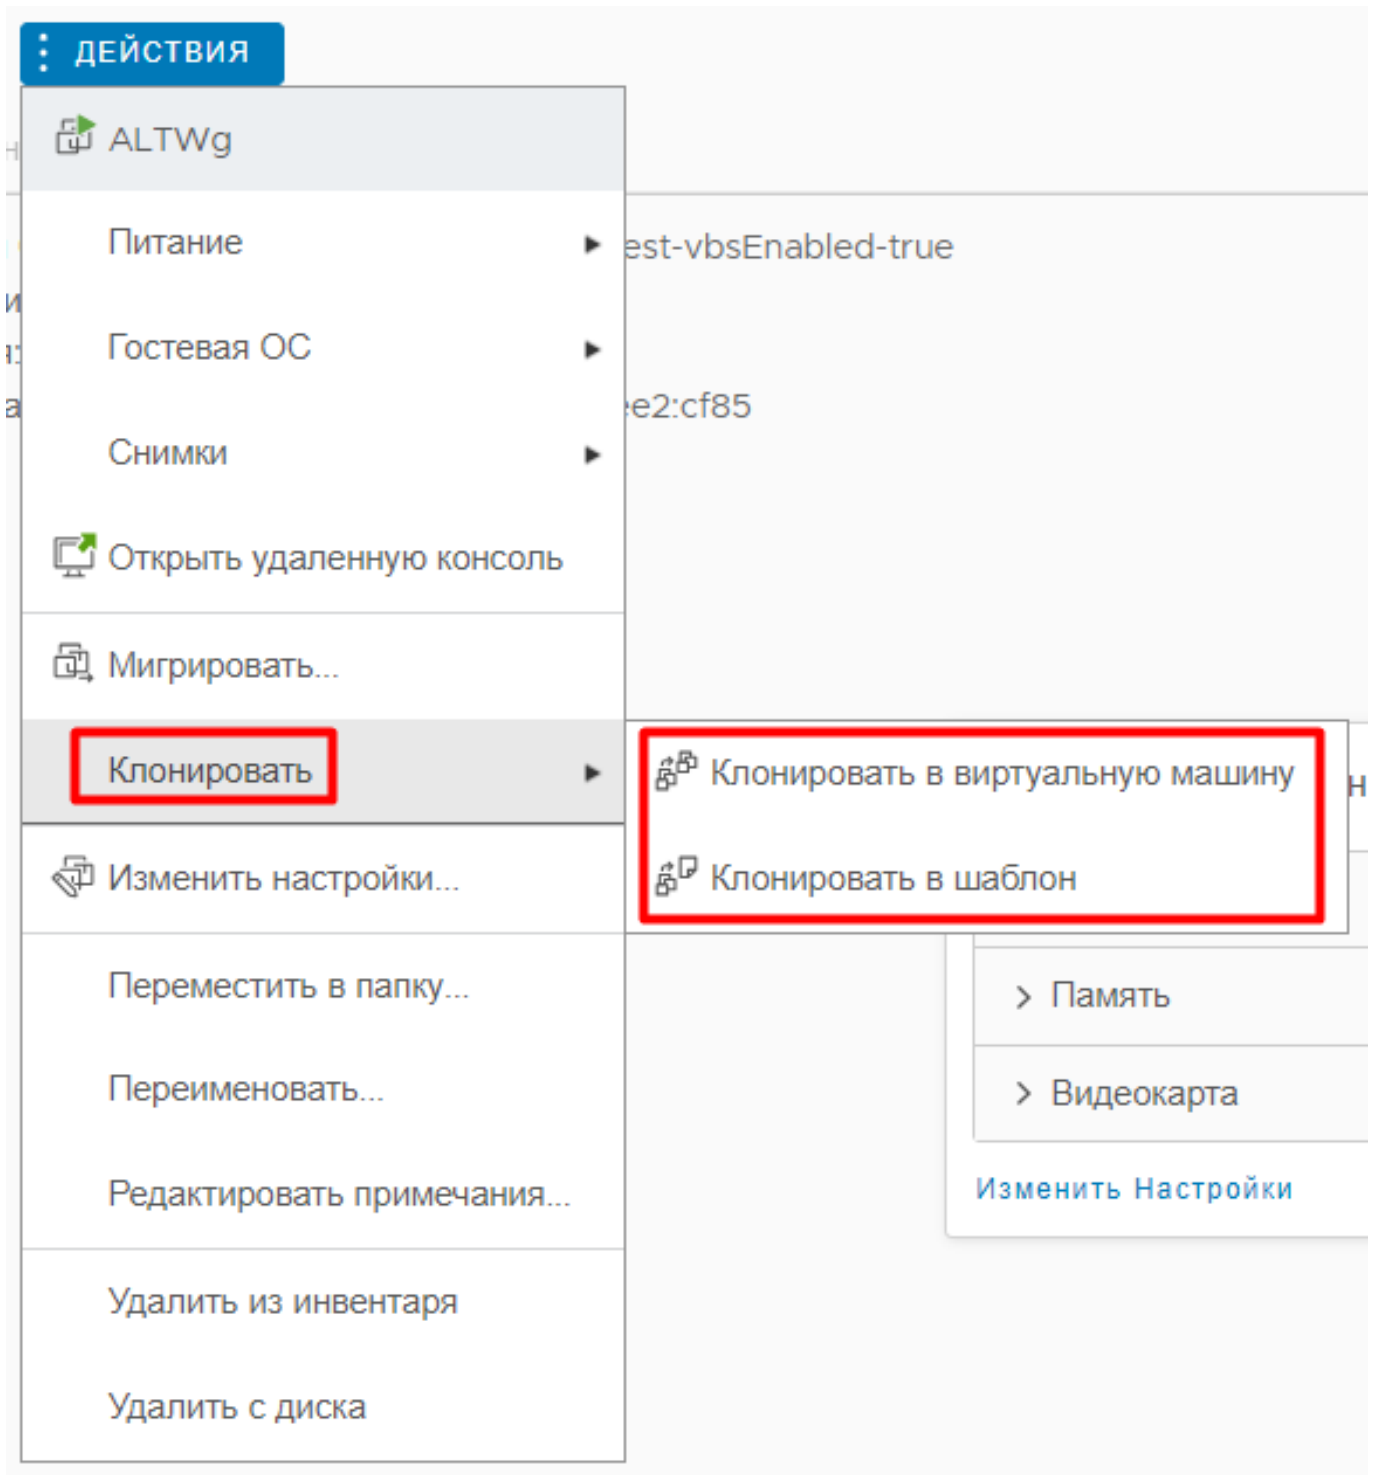 ДЕЙСТВИЯ
ALTWg
Питание
est-vbsEnabled-true
Гостевая ОС
e2:cf85
Снимки
Открыть удаленную консоль
Мигрировать...
Клонировать
Клонировать в виртуальную машину
Клонировать в шаблон
Изменить настройки...
Переместить в папку...
Память
Переименовать...
Видеокарта
Редактировать примечания...
Изменить Настройки
Удалить из инвентаря
Удалить с диска